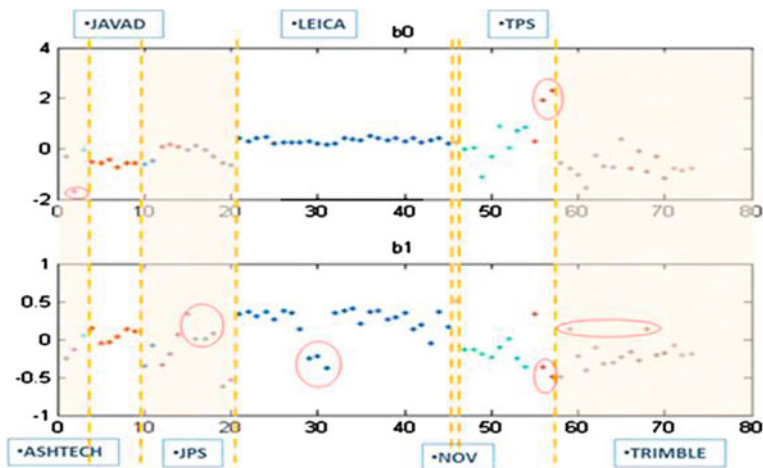 •JAVAD •LEICA •TPS
b0
4
2
0
-2
0 10 20 30 40 50 60 70 80
b1
1
0.5
0
-0.5
-1
0 10 20 30 40 50 60 70 80
•ASHTECH •JPS •NOV •TRIMBLE